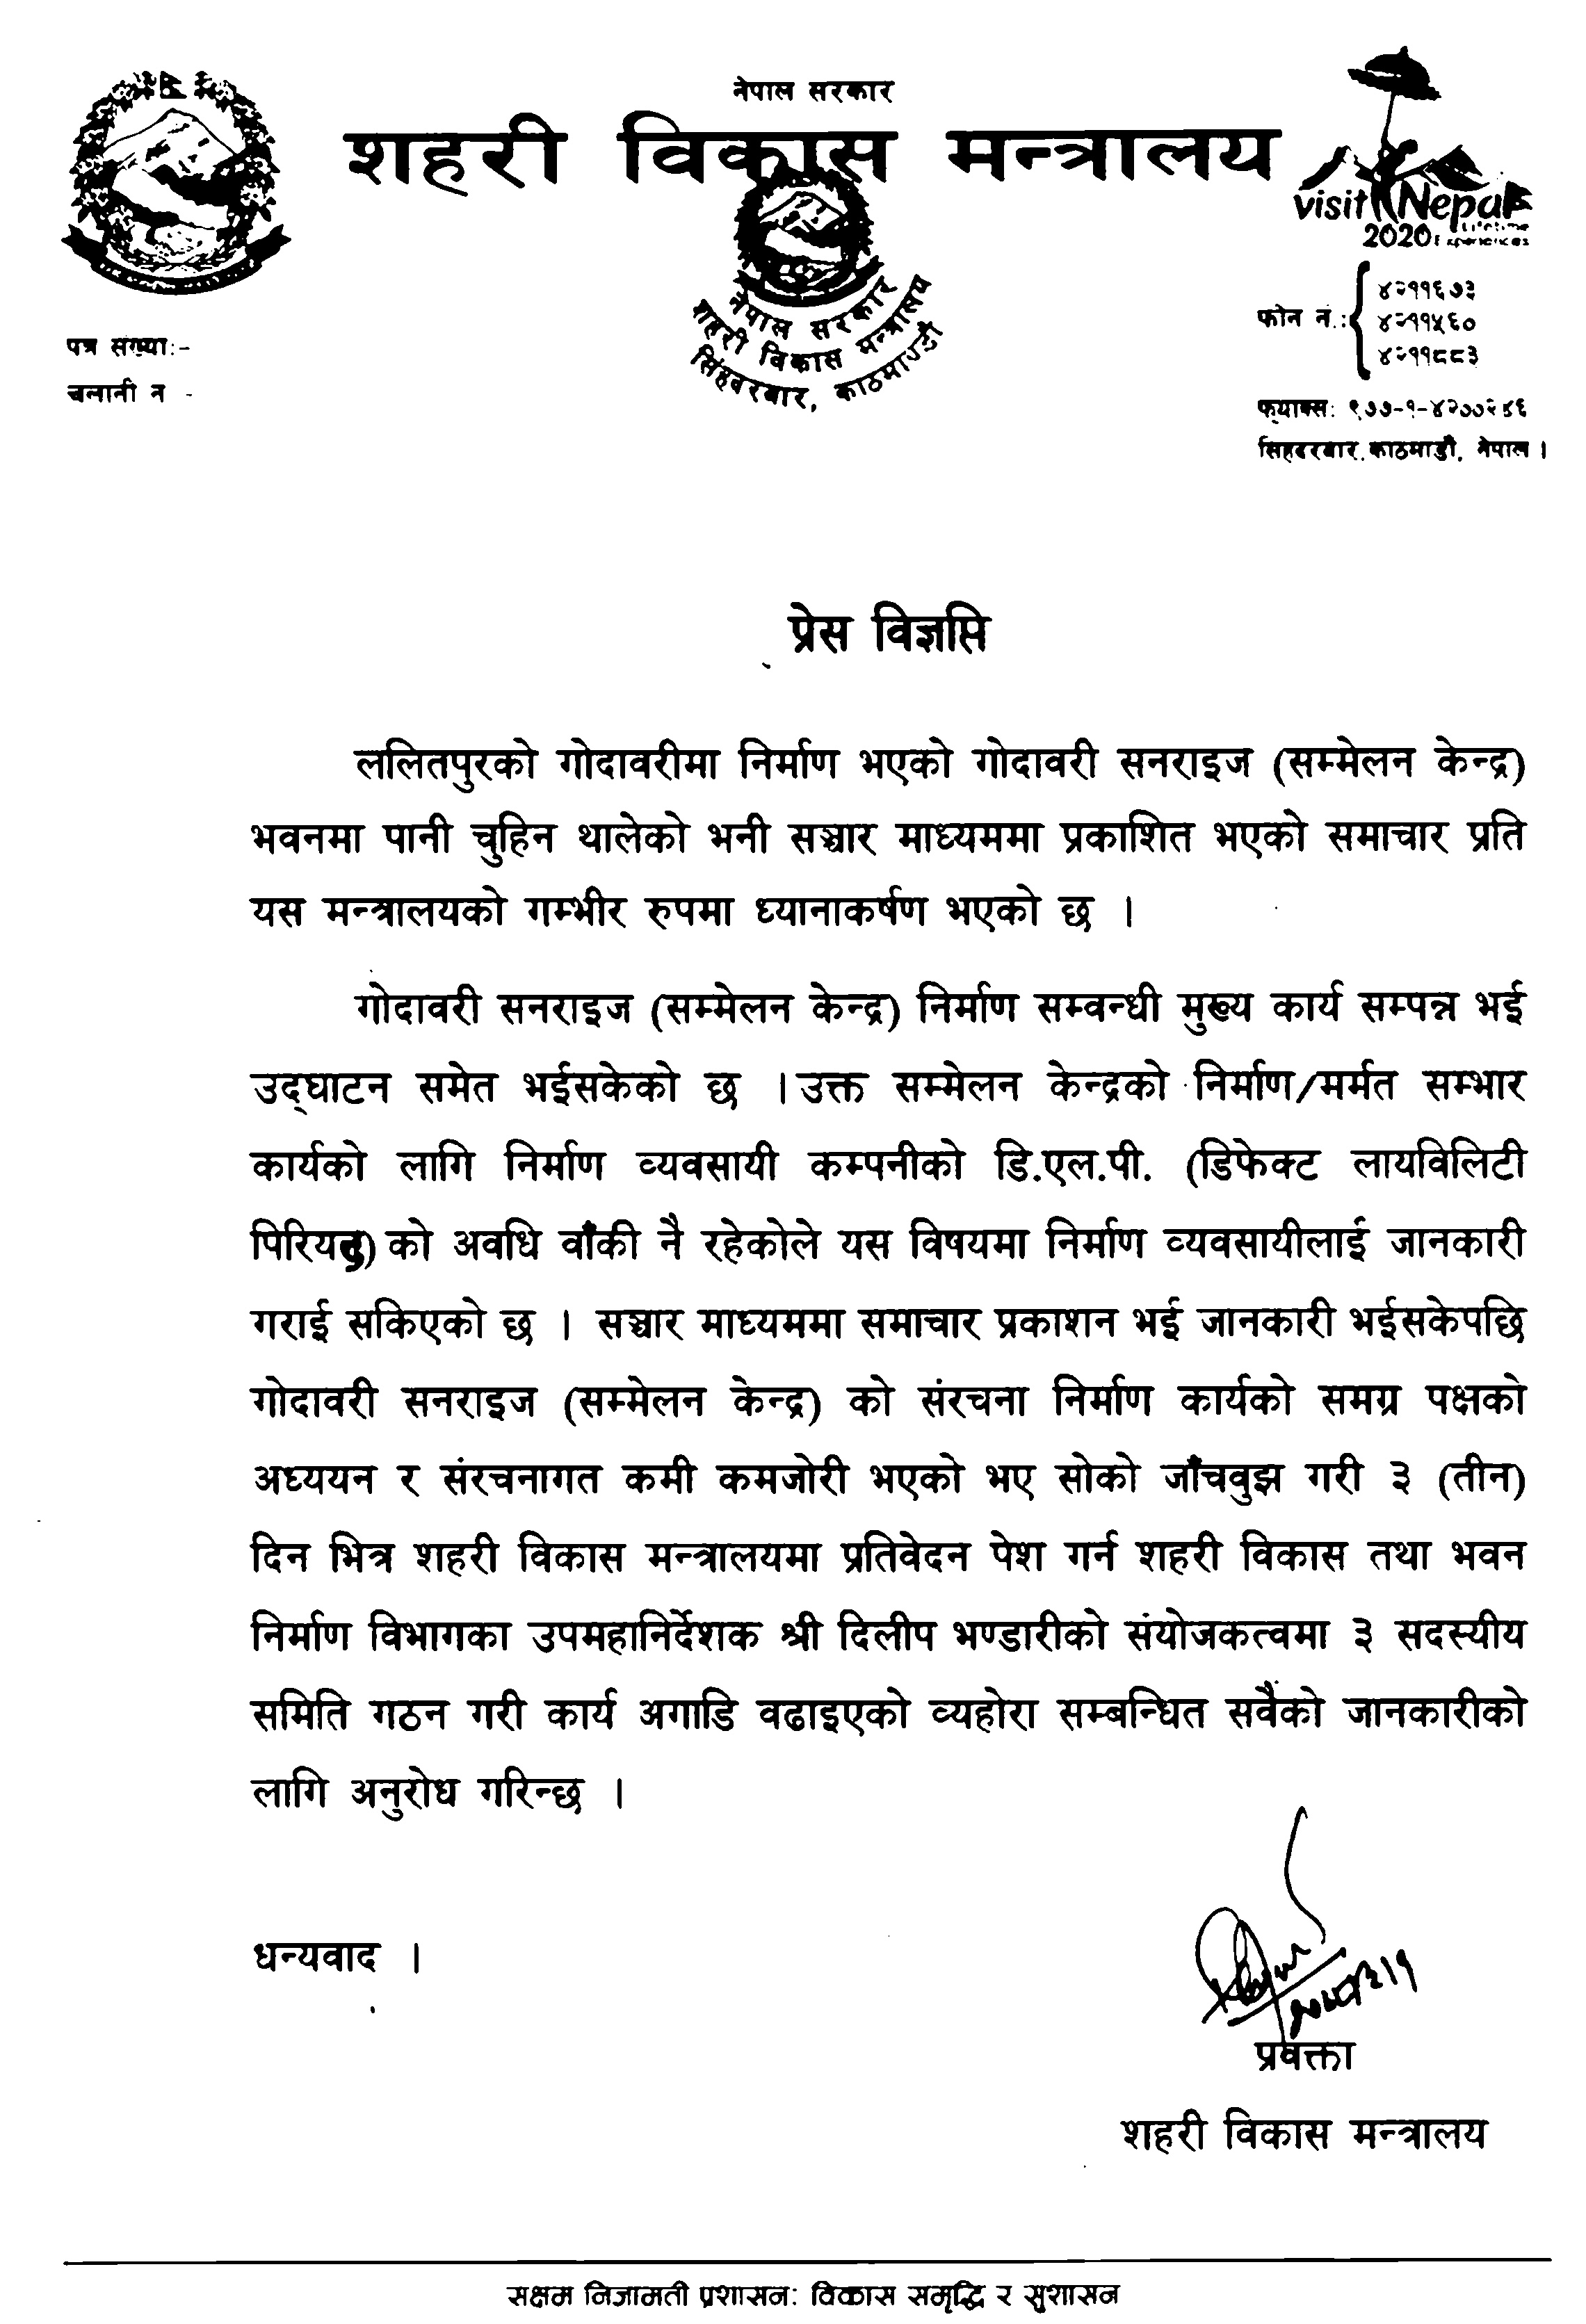 नेपाल सरकार
शहरी विकास मन्त्रालय
visit Nepal
2020 Lifetime
Experiences
नेपाल सरकार
शहरी विकास मन्त्रालय
सिंहदरबार, काठमाण्डौ
पत्र संख्या:-
चलानी न -
फोन नं.:
४२११६७३
४२११५६०
४२११८८३
फ्याक्स: ९७७-१-४२००२४६
सिंहदरबार, काठमाडौं, नेपाल ।
प्रेस विज्ञप्ति
ललितपुरको गोदावरीमा निर्माण भएको गोदावरी सनराइज (सम्मेलन केन्द्र)
भवनमा पानी चुहिन थालेको भनी सञ्चार माध्यममा प्रकाशित भएको समाचार प्रति
यस मन्त्रालयको गम्भीर रुपमा ध्यानाकर्षण भएको छ ।
गोदावरी सनराइज (सम्मेलन केन्द्र) निर्माण सम्वन्धी मुख्य कार्य सम्पन्न भई
उद्घाटन समेत भईसकेको छ । उक्त सम्मेलन केन्द्रको निर्माण/मर्मत सम्भार
कार्यको लागि निर्माण व्यवसायी कम्पनीको डि.एल.पी. (डिफेक्ट लायविलिटी
पिरियड) को अवधि वाँकी नै रहेकोले यस विषयमा निर्माण व्यवसायीलाई जानकारी
गराई सकिएको छ । सञ्चार माध्यममा समाचार प्रकाशन भई जानकारी भईसकेपछि
गोदावरी सनराइज (सम्मेलन केन्द्र) को संरचना निर्माण कार्यको समग्र पक्षको
अध्ययन र संरचनागत कमी कमजोरी भएको भए सोको जाँचवुझ गरी ३ (तीन)
दिन भित्र शहरी विकास मन्त्रालयमा प्रतिवेदन पेश गर्न शहरी विकास तथा भवन
निर्माण विभागका उपमहानिर्देशक श्री दिलीप भण्डारीको संयोजकत्वमा ३ सदस्यीय
समिति गठन गरी कार्य अगाडि वढाइएको व्यहोरा सम्बन्धित सवैको जानकारीको
लागि अनुरोध गरिन्छ ।
धन्यवाद ।
प्रवक्ता
शहरी विकास मन्त्रालय
सक्षम निजामती प्रशासन: विकास समृद्धि र सुशासन